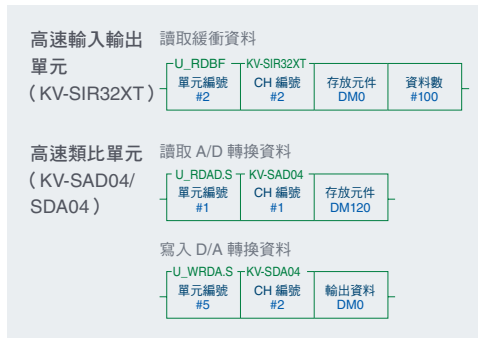 高速輸入輸出
單元
（KV-SIR32XT）
讀取緩衝資料
U_RDBF KV-SIR32XT
單元編號 CH 編號 存放元件 資料數
#2 #2 DM0 #100
高速類比單元
（KV-SAD04/
SDA04）
讀取 A/D 轉換資料
U_RDAD.S KV-SAD04
單元編號 CH 編號 存放元件
#1 #1 DM120
寫入 D/A 轉換資料
U_WRDA.S KV-SDA04
單元編號 CH 編號 輸出資料
#5 #2 DM0